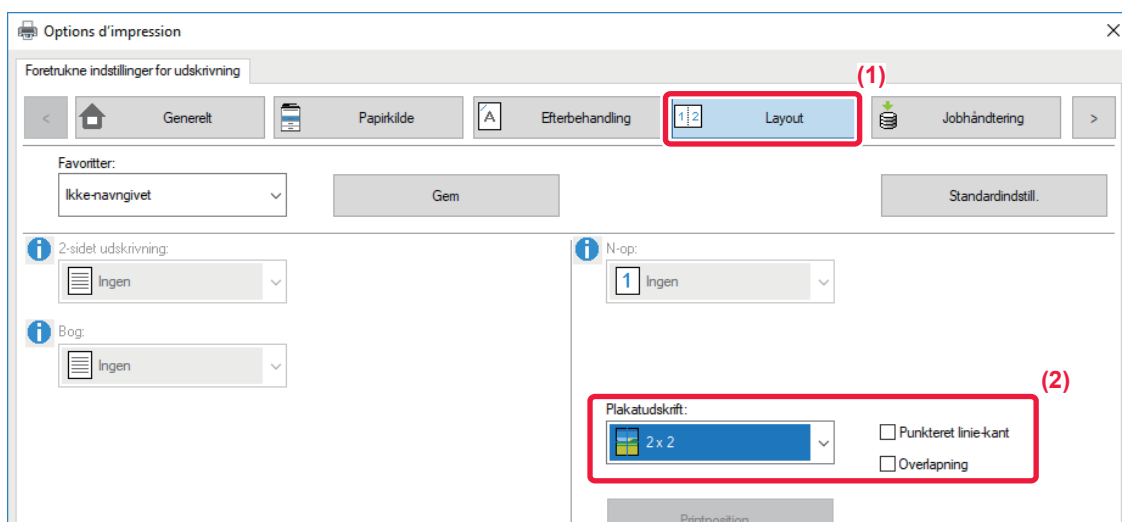 Options d'impression
Foretrukne indstillinger for udskrivning
(1)
< Generelt Papirkilde A Efterbehandling 1 2 Layout Jobhåndtering >
Favoritter:
Ikke-navngivet Gem Standardindstill.
i 2-sidet udskrivning: i N-op:
Ingen 1 Ingen
i Bog:
Ingen
(2)
Plakatudskrift:
2 x 2 Punkteret linie-kant
Overlapning
Printposition